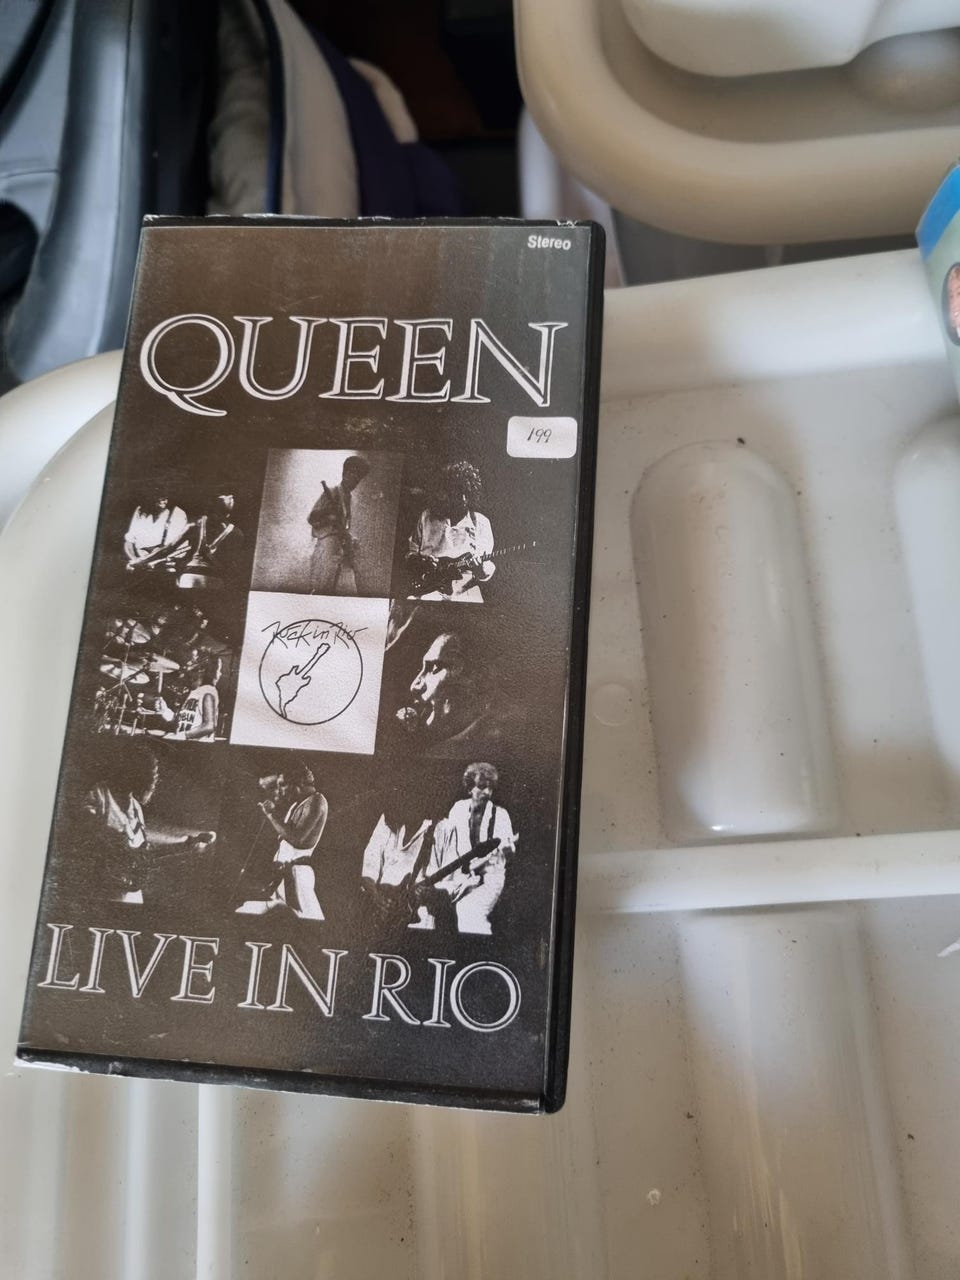 Stereo
QUEEN
199
Rock in Rio
LIVE IN RIO